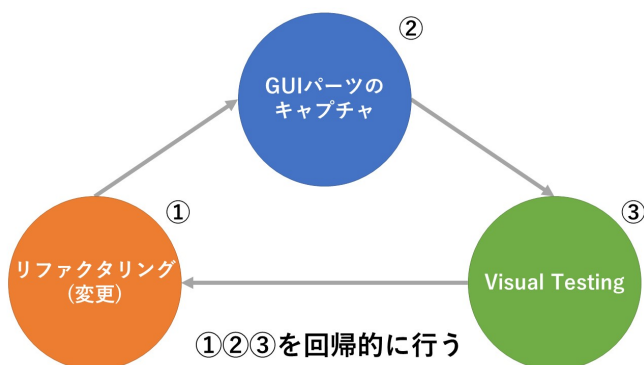 ②
GUIパーツの
キャプチャ
①
リファクタリング
(変更)
③
Visual Testing
①②③を回帰的に行う